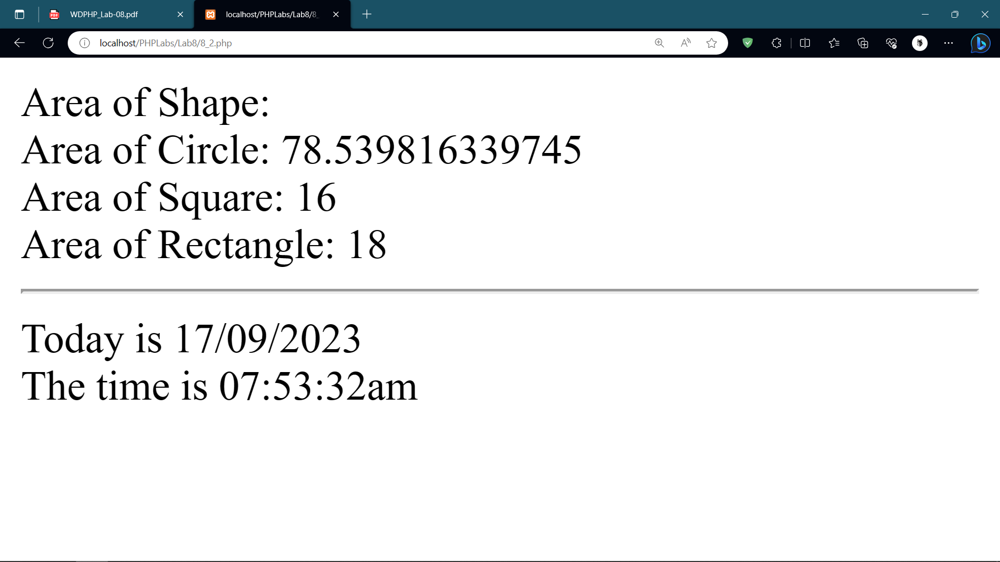 WDPHP_Lab-08.pdf
localhost/PHPLabs/Lab8/8_
localhost/PHPLabs/Lab8/8_2.php
Area of Shape:
Area of Circle: 78.539816339745
Area of Square: 16
Area of Rectangle: 18
Today is 17/09/2023
The time is 07:53:32am